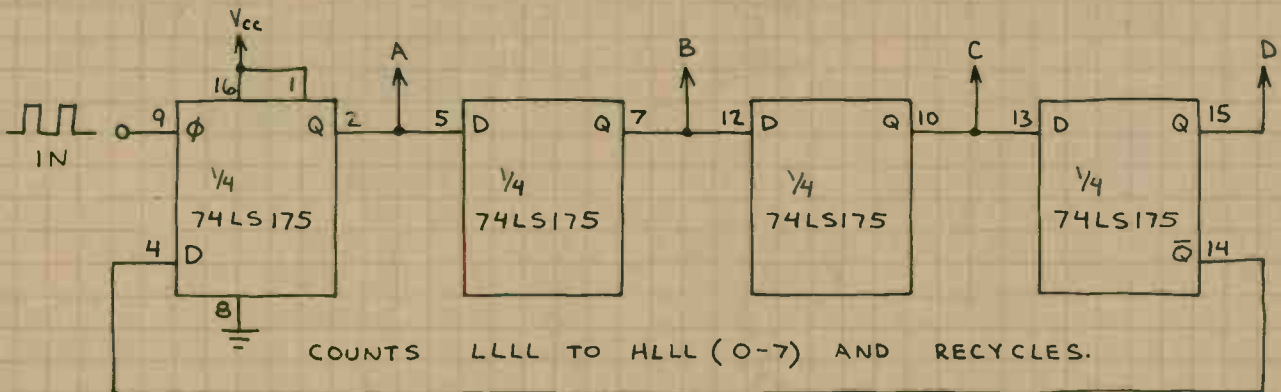 Vcc
A
B
C
D
16 1
9 Φ Q 2 5 D Q 7 12 D Q 10 13 D Q 15
IN
1/4 1/4 1/4 1/4
74LS175 74LS175 74LS175 74LS175
4 D Q̅ 14
8
COUNTS LLLL TO HLLL (0-7) AND RECYCLES.